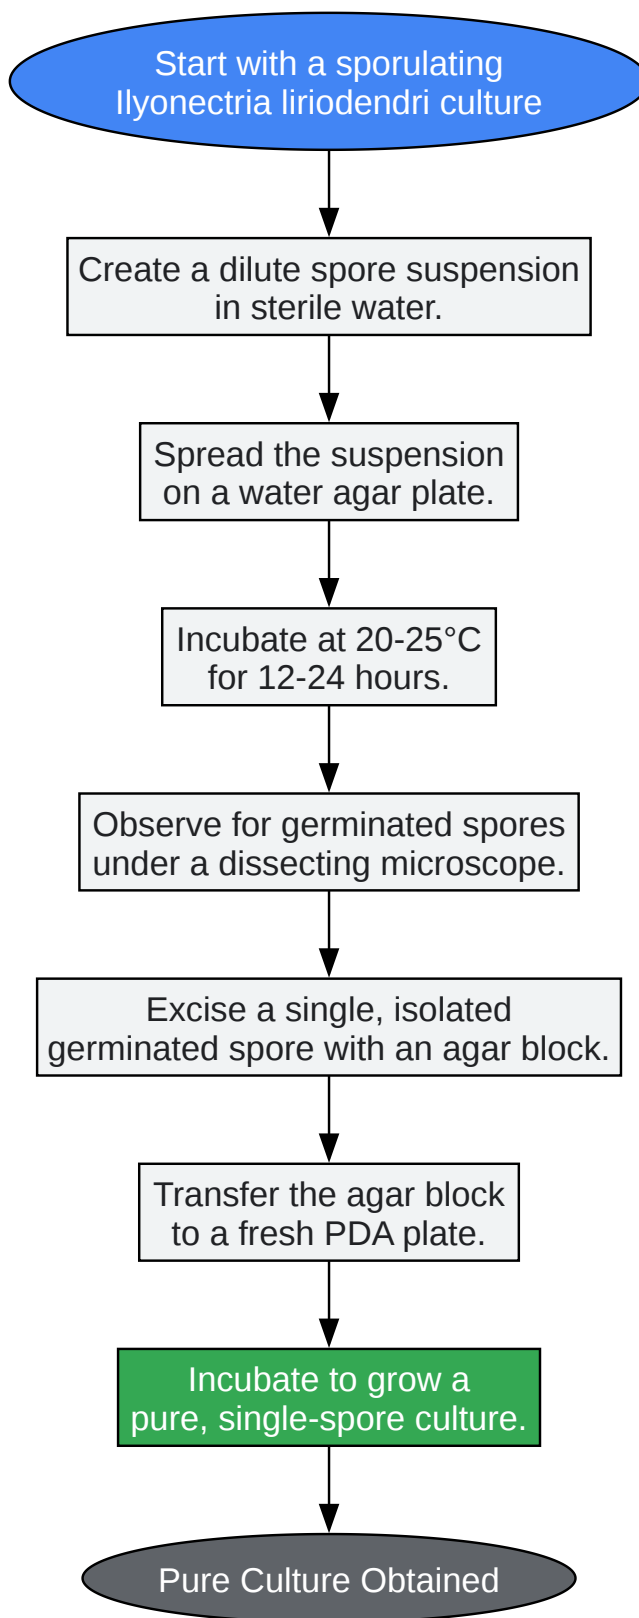 Start with a sporulating
Ilyonectria liriodendri culture
Create a dilute spore suspension
in sterile water.
Spread the suspension
on a water agar plate.
Incubate at 20-25°C
for 12-24 hours.
Observe for germinated spores
under a dissecting microscope.
Excise a single, isolated
germinated spore with an agar block.
Transfer the agar block
to a fresh PDA plate.
Incubate to grow a
pure, single-spore culture.
Pure Culture Obtained